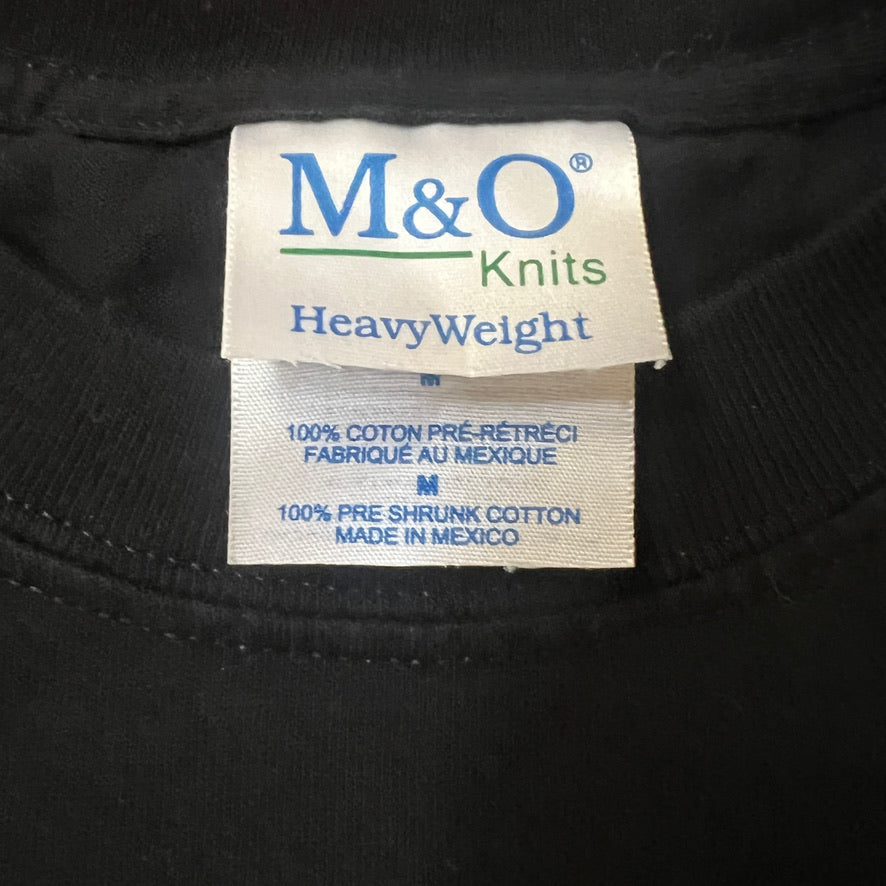 M&O®
Knits
HeavyWeight
M
100% COTON PRÉ-RÉTRÉCI
FABRIQUÉ AU MEXIQUE
M
100% PRE SHRUNK COTTON
MADE IN MEXICO